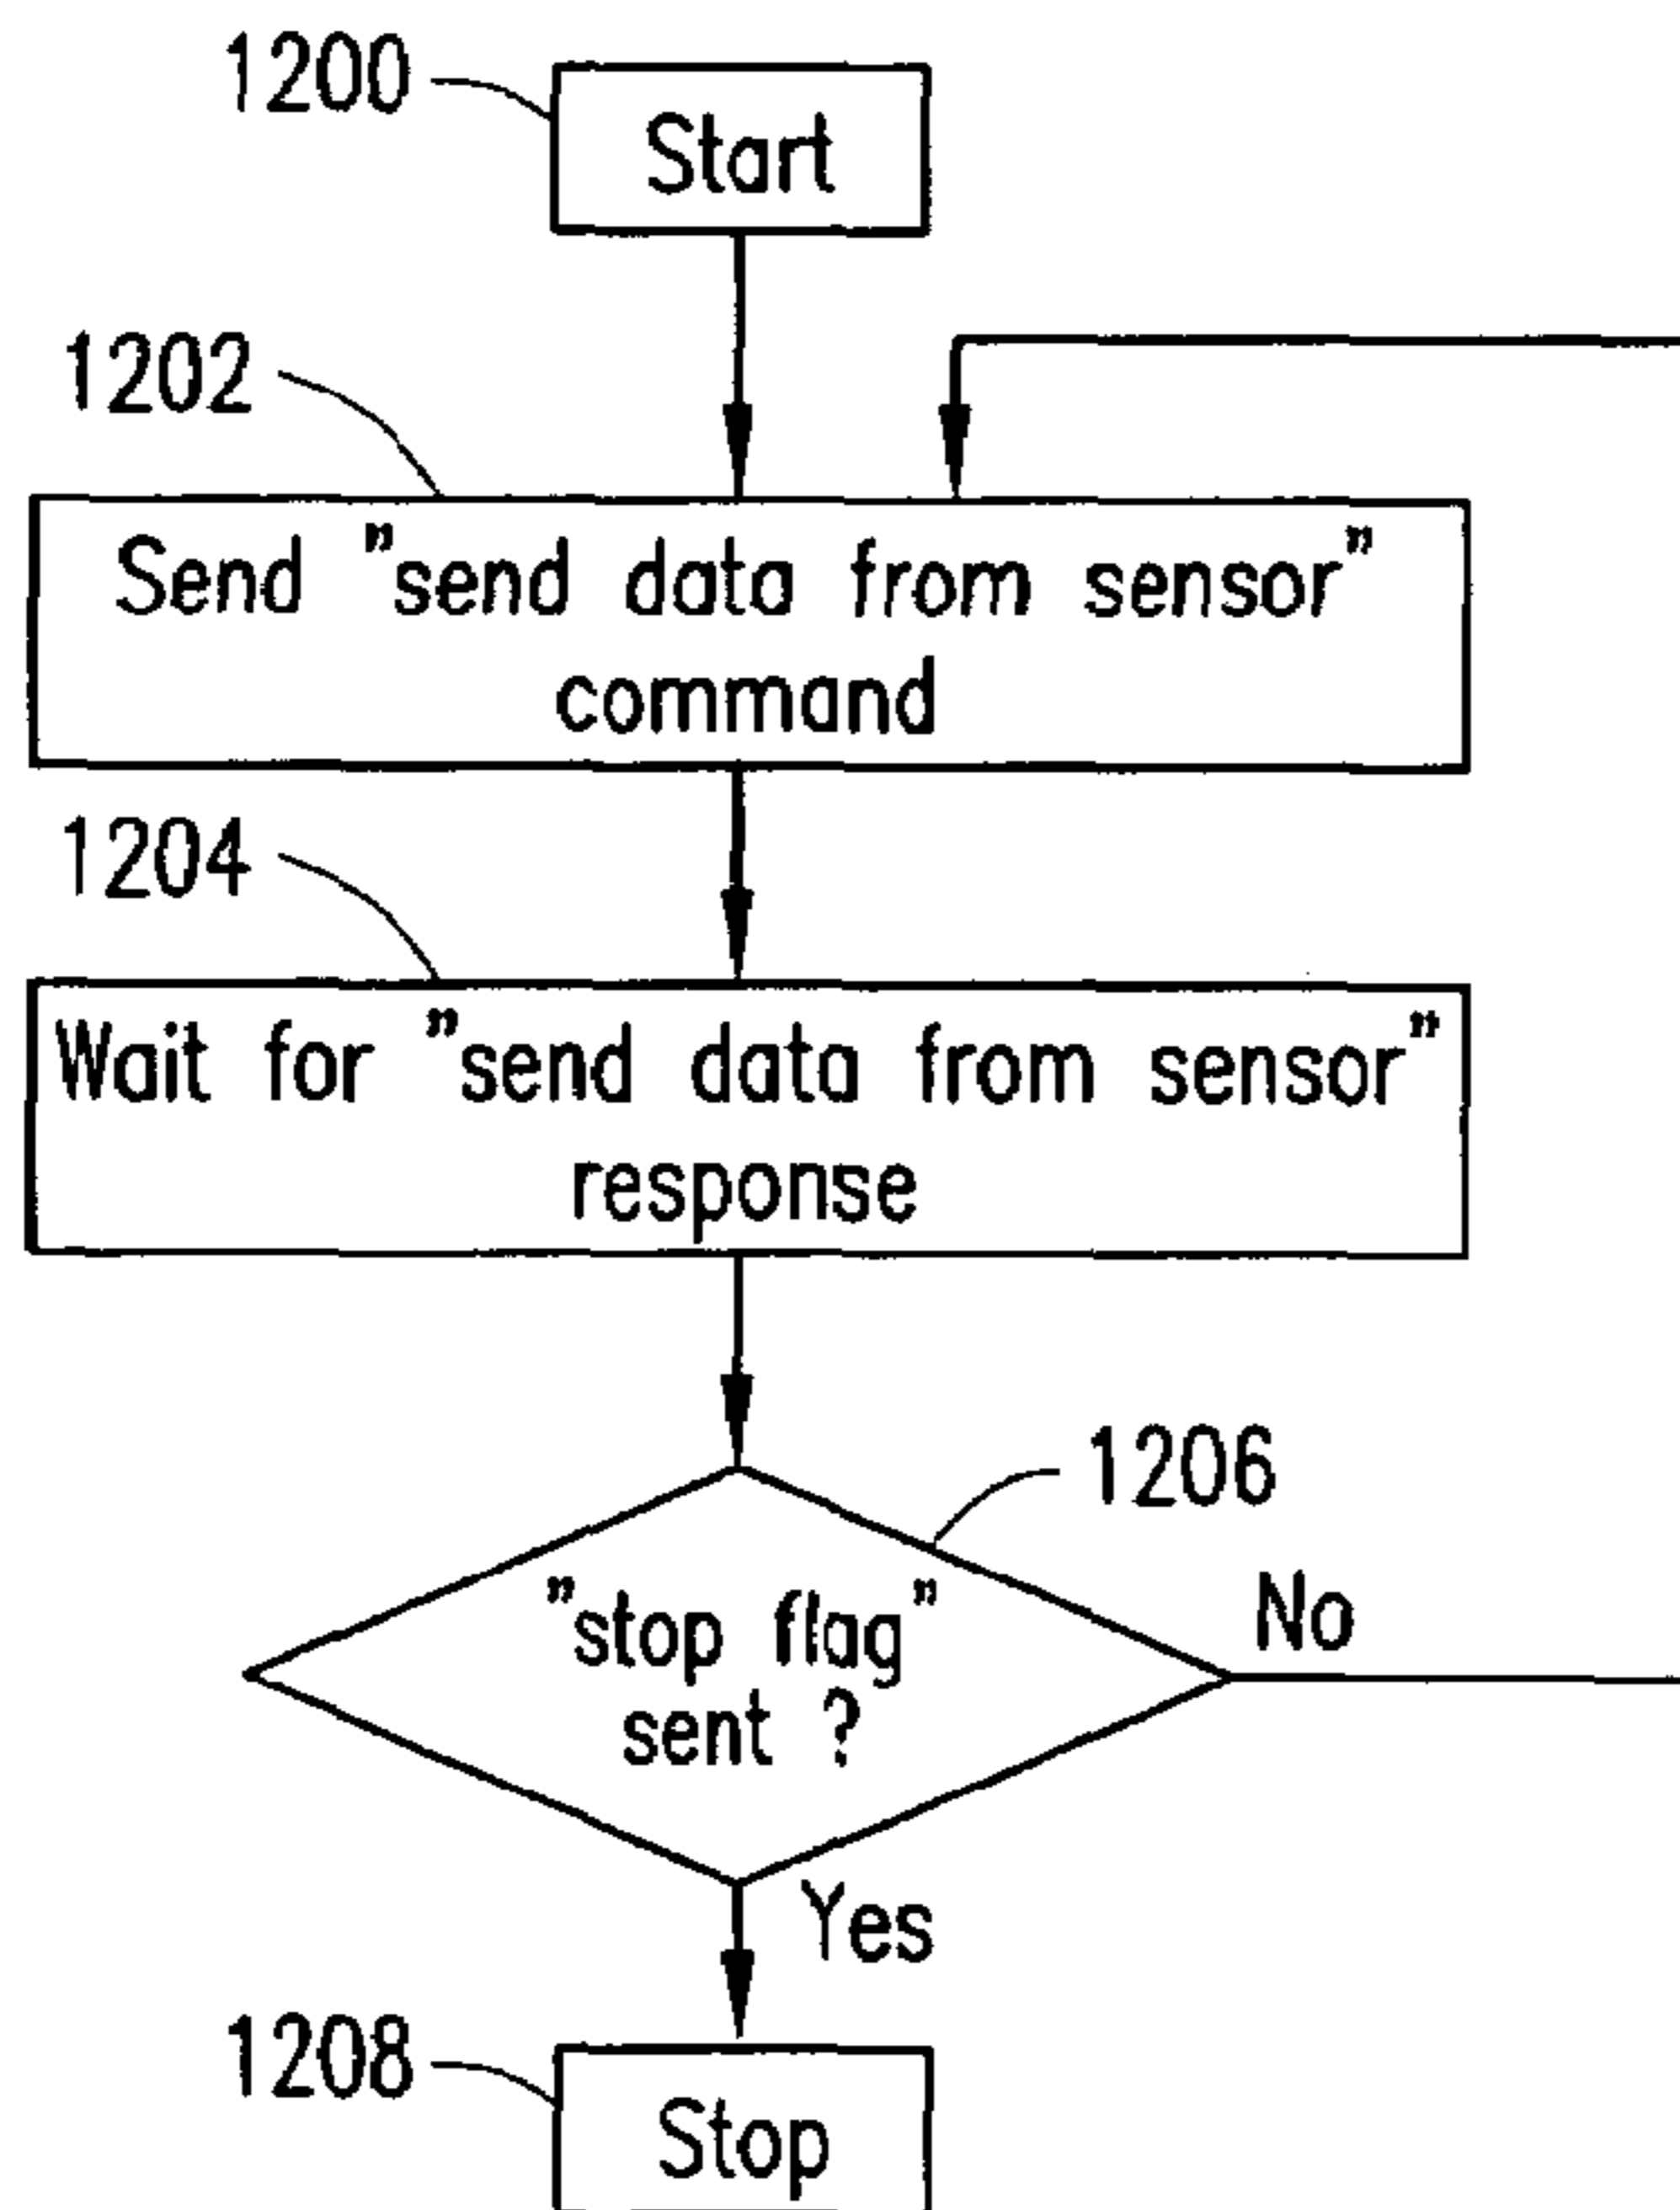 1200
Start
1202
Send "send data from sensor"
command
1204
Wait for "send data from sensor"
response
1206
"stop flag"
sent ?
No
Yes
1208
Stop